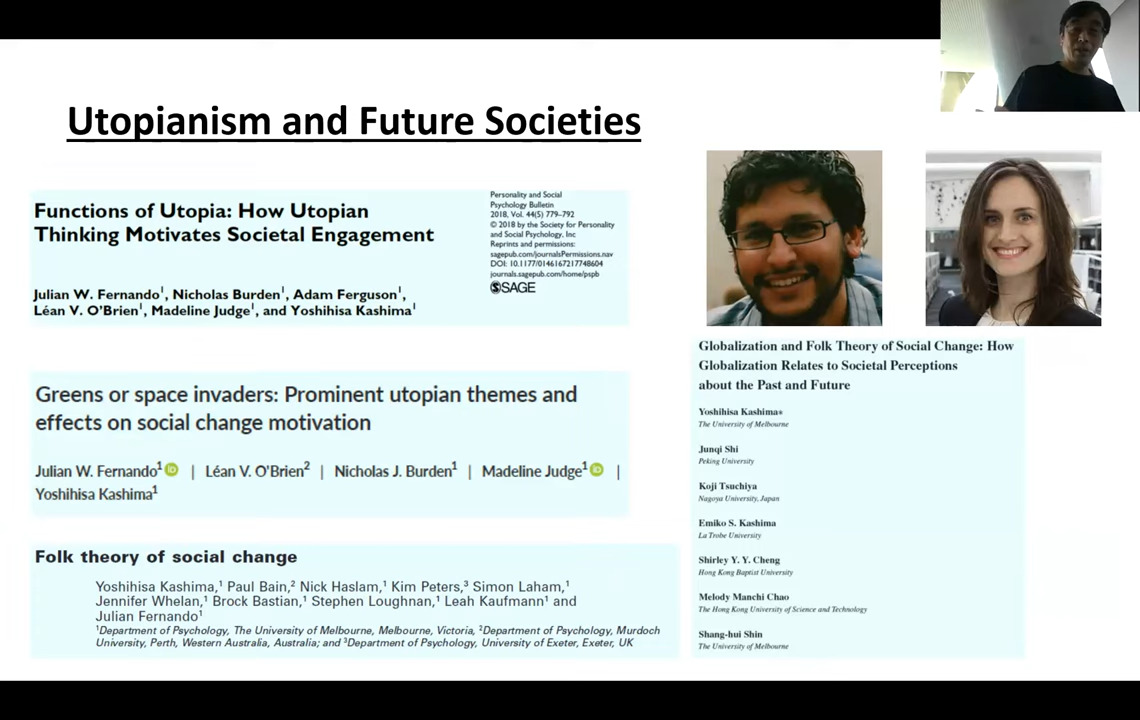 Utopianism and Future Societies
Functions of Utopia: How Utopian
Thinking Motivates Societal Engagement
Personality and Social
Psychology Bulletin
2018, Vol. 44(5) 779–792
© 2018 by the Society for Personality
and Social Psychology, Inc
Reprints and permissions:
sagepub.com/journalsPermissions.nav
DOI: 10.1177/0146167217748604
journals.sagepub.com/home/pspb
SAGE
Julian W. Fernando¹, Nicholas Burden¹, Adam Ferguson¹,
Léan V. O'Brien¹, Madeline Judge¹, and Yoshihisa Kashima¹
Greens or space invaders: Prominent utopian themes and
effects on social change motivation
Julian W. Fernando¹ iD | Léan V. O'Brien² | Nicholas J. Burden¹ | Madeline Judge¹ iD |
Yoshihisa Kashima¹
Folk theory of social change
Yoshihisa Kashima,¹ Paul Bain,² Nick Haslam,¹ Kim Peters,³ Simon Laham,¹
Jennifer Whelan,¹ Brock Bastian,¹ Stephen Loughnan,¹ Leah Kaufmann¹ and
Julian Fernando¹
¹Department of Psychology, The University of Melbourne, Melbourne, Victoria, ²Department of Psychology, Murdoch
University, Perth, Western Australia, Australia; and ³Department of Psychology, University of Exeter, Exeter, UK
Globalization and Folk Theory of Social Change: How
Globalization Relates to Societal Perceptions
about the Past and Future
Yoshihisa Kashima*
The University of Melbourne
Junqi Shi
Peking University
Koji Tsuchiya
Nagoya University, Japan
Emiko S. Kashima
La Trobe University
Shirley Y. Y. Cheng
Hong Kong Baptist University
Melody Manchi Chao
The Hong Kong University of Science and Technology
Shang-hui Shin
The University of Melbourne